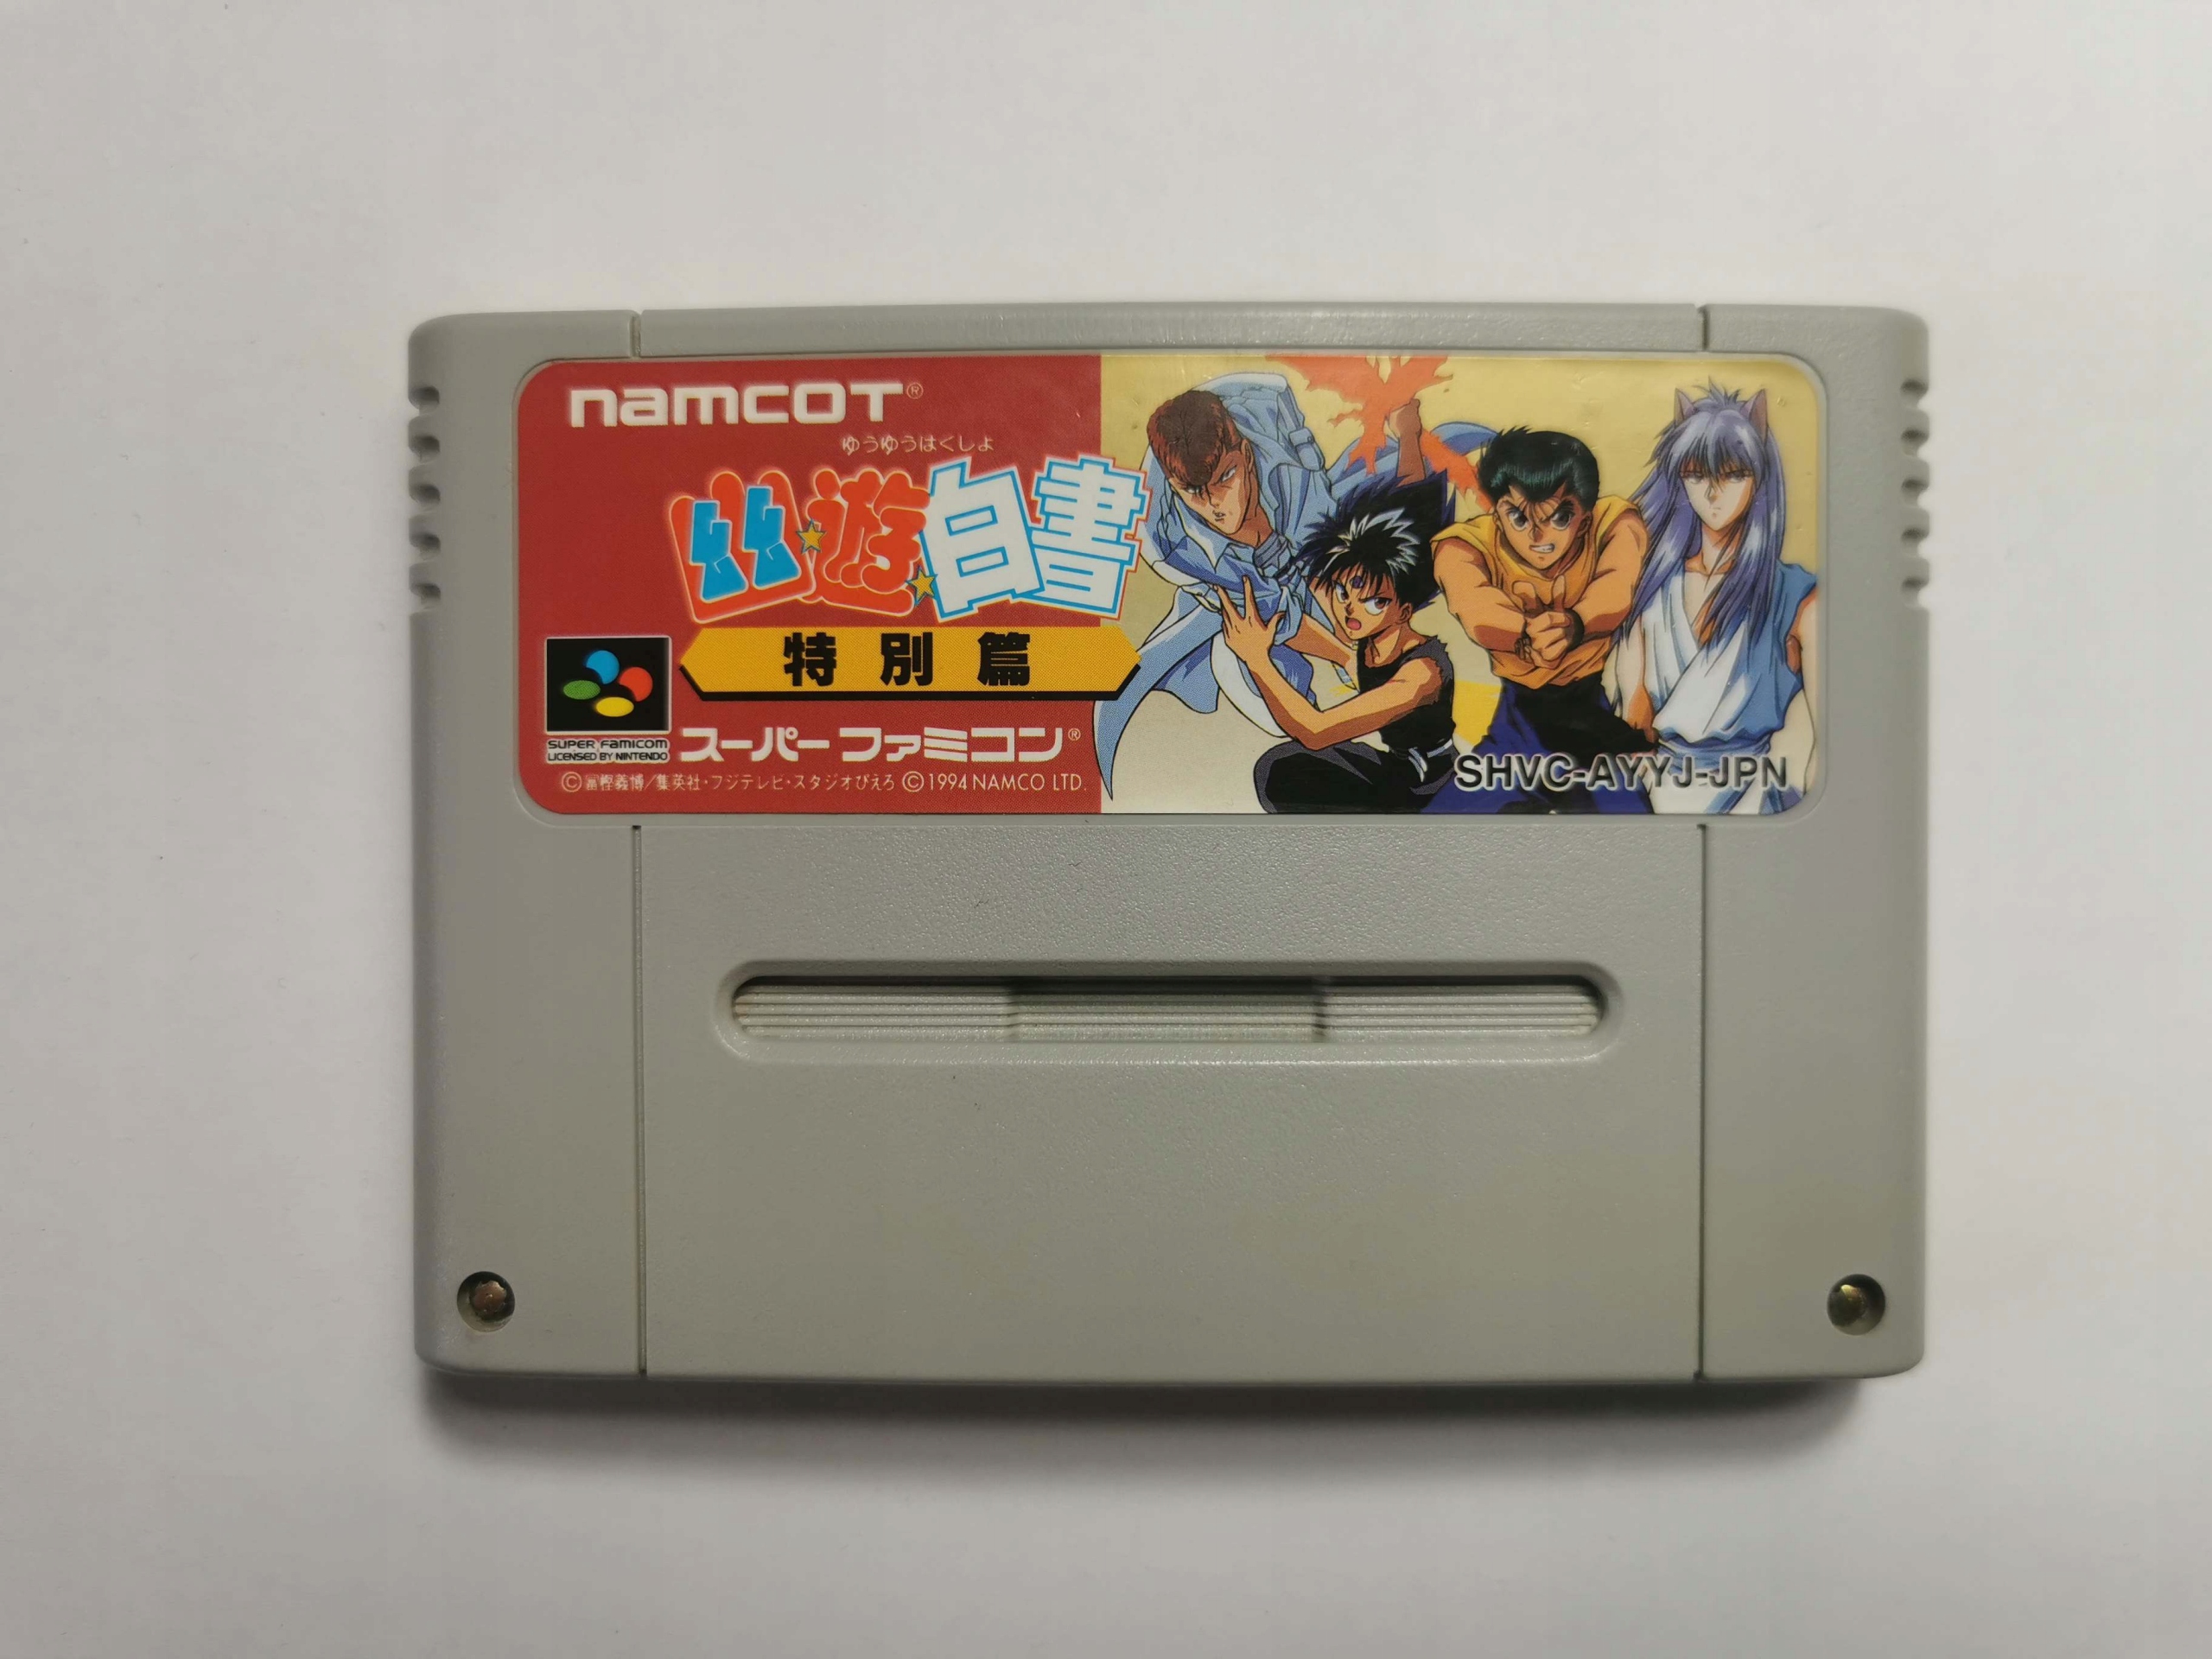 namcoT®
ゆうゆうはくしょ
幽☆遊☆白書
特別篇
SUPER FAMICOM
LICENSED BY NINTENDO
スーパーファミコン®
©冨樫義博/集英社・フジテレビ・スタジオぴえろ ©1994 NAMCO LTD.
SHVC-AYYJ-JPN